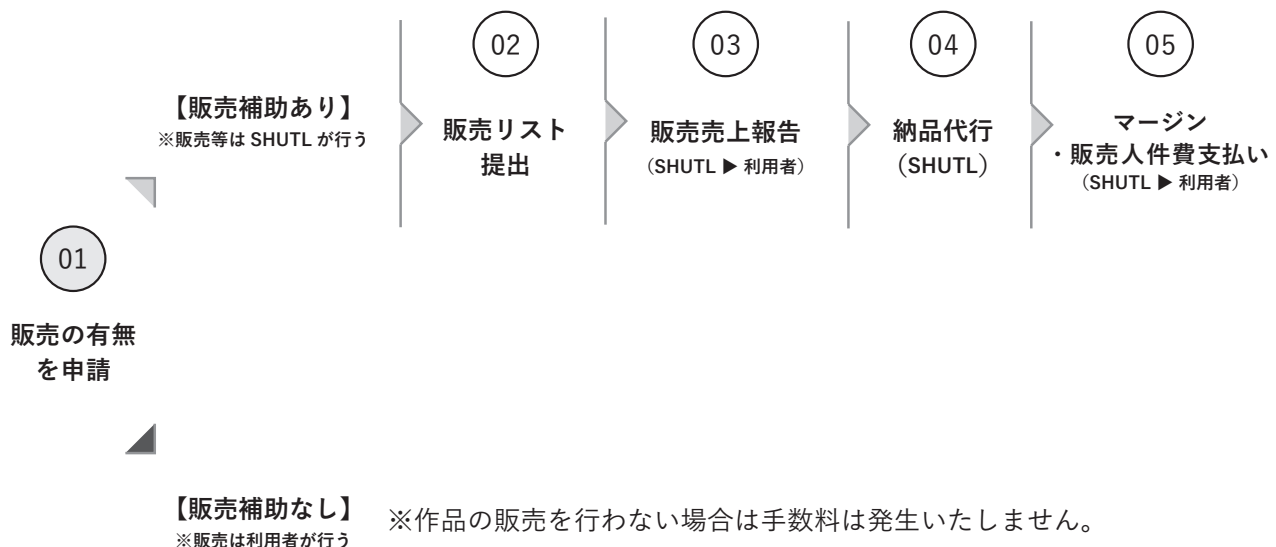 01
販売の有無
を申請
【販売補助あり】
※販売等は SHUTL が行う
02
販売リスト
提出
03
販売売上報告
（SHUTL ▶ 利用者）
04
納品代行
（SHUTL）
05
マージン
・販売人件費支払い
（SHUTL ▶ 利用者）
【販売補助なし】
※販売は利用者が行う
※作品の販売を行わない場合は手数料は発生いたしません。